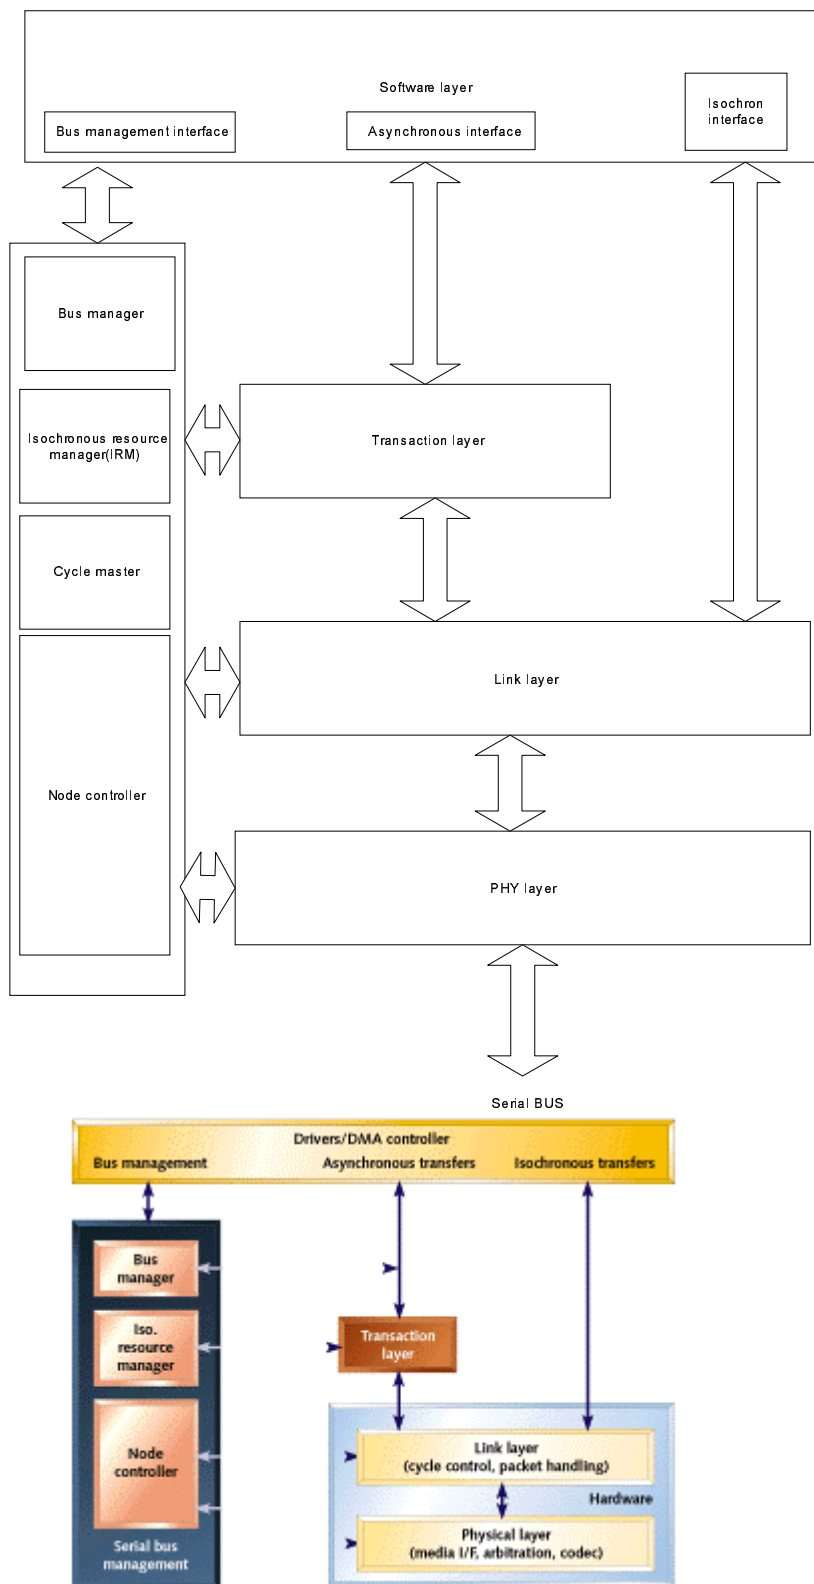 Software layer
Bus management interface
Asynchronous interface
Isochron
interface
Bus manager
Isochronous resource
manager(IRM)
Transaction layer
Cycle master
Link layer
Node controller
PHY layer
Serial BUS
Drivers/DMA controller
Bus management
Asynchronous transfers
Isochronous transfers
Bus
manager
Iso.
resource
manager
Transaction
layer
Node
controller
Link layer
(cycle control, packet handling)
Hardware
Physical layer
(media I/F, arbitration, codec)
Serial bus
management